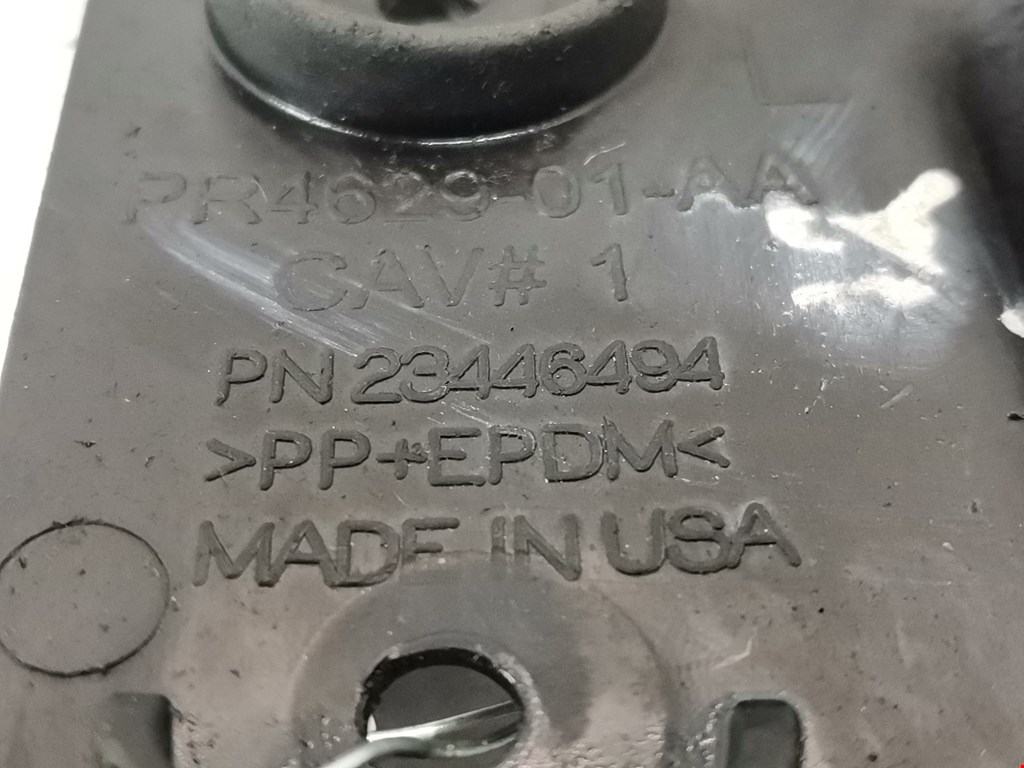 PR4629-01-AA
CAV# 1
PN 23446494
>PP+EPDM<
MADE IN USA